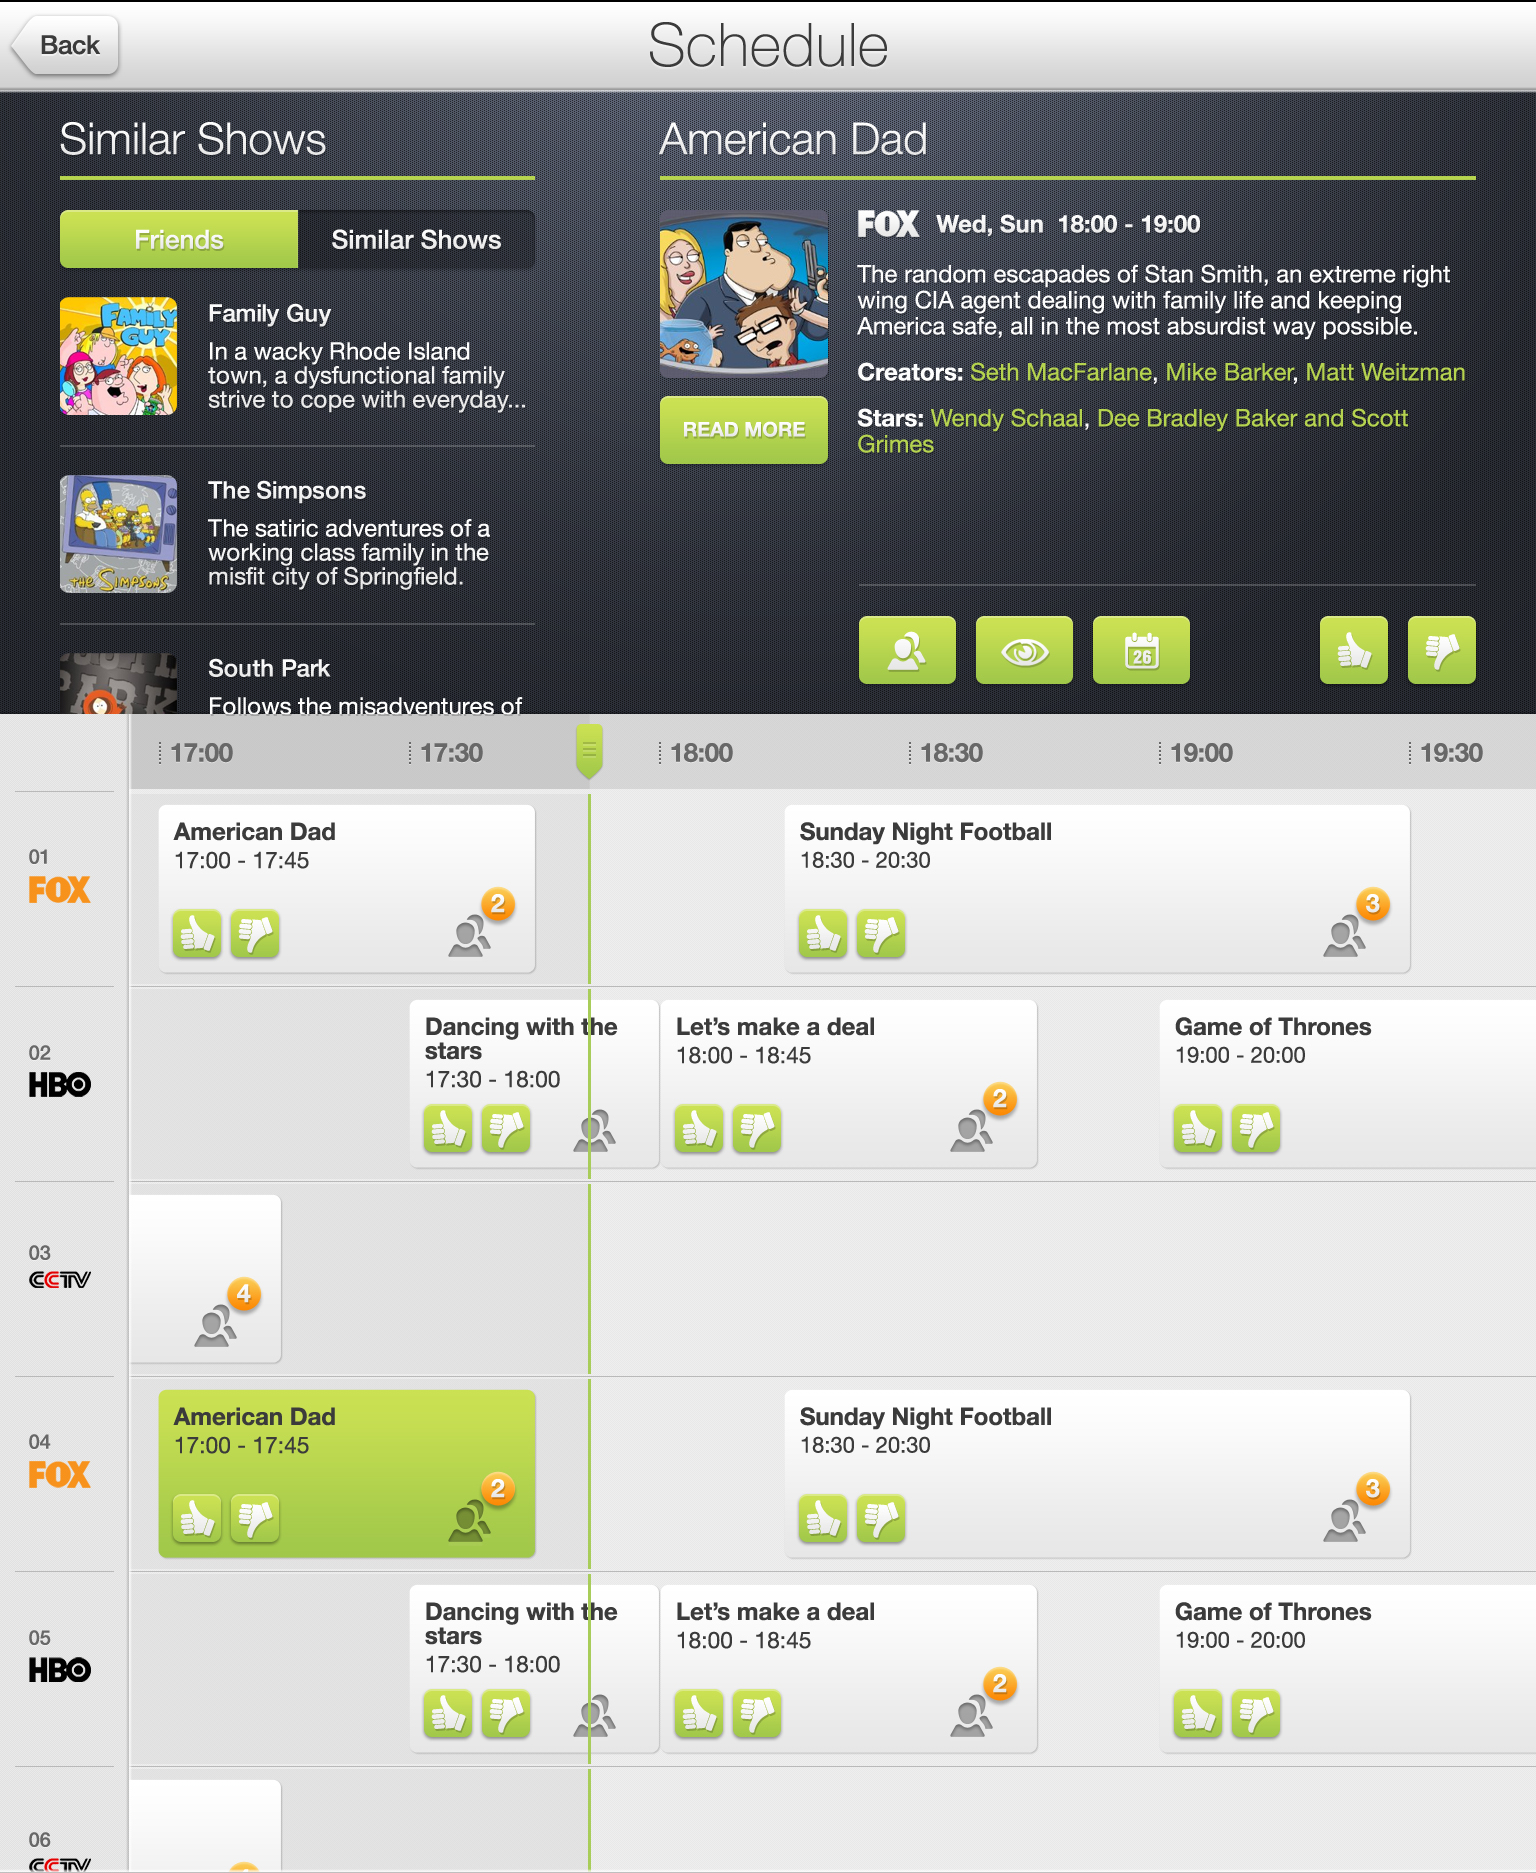 Back
Schedule
Similar Shows
Friends
Similar Shows
FAMILY
GUY
Family Guy
In a wacky Rhode Island
town, a dysfunctional family
strive to cope with everyday...
THE SIMPSONS
The Simpsons
The satiric adventures of a
working class family in the
misfit city of Springfield.
PARK
South Park
Follows the misadventures of
American Dad
FOX Wed, Sun 18:00 - 19:00
The random escapades of Stan Smith, an extreme right
wing CIA agent dealing with family life and keeping
America safe, all in the most absurdist way possible.
Creators: Seth MacFarlane, Mike Barker, Matt Weitzman
Stars: Wendy Schaal, Dee Bradley Baker and Scott
Grimes
READ MORE
26
17:00
17:30
18:00
18:30
19:00
19:30
01
FOX
American Dad
17:00 - 17:45
2
Sunday Night Football
18:30 - 20:30
3
02
HBO
Dancing with the
stars
17:30 - 18:00
Let's make a deal
18:00 - 18:45
2
Game of Thrones
19:00 - 20:00
03
CCTV
4
04
FOX
American Dad
17:00 - 17:45
2
Sunday Night Football
18:30 - 20:30
3
05
HBO
Dancing with the
stars
17:30 - 18:00
Let's make a deal
18:00 - 18:45
2
Game of Thrones
19:00 - 20:00
06
CCTV